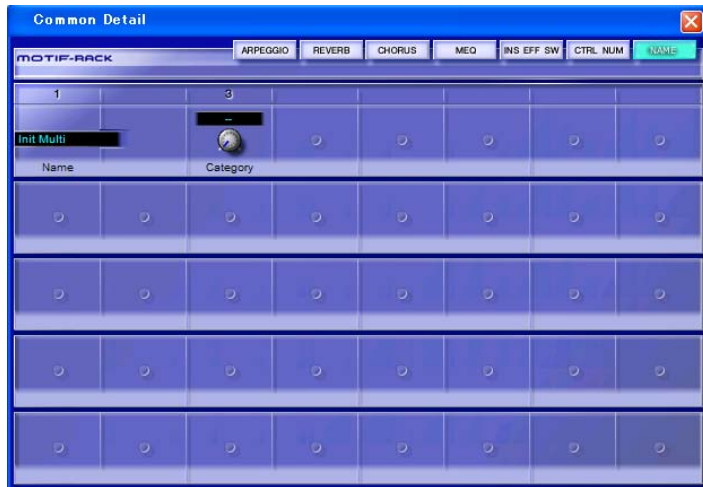 Common Detail
MOTIF-RACK
ARPEGGIO REVERB CHORUS MEQ INS EFF SW CTRL NUM NAME
1 3
--
Init Multi
Name Category